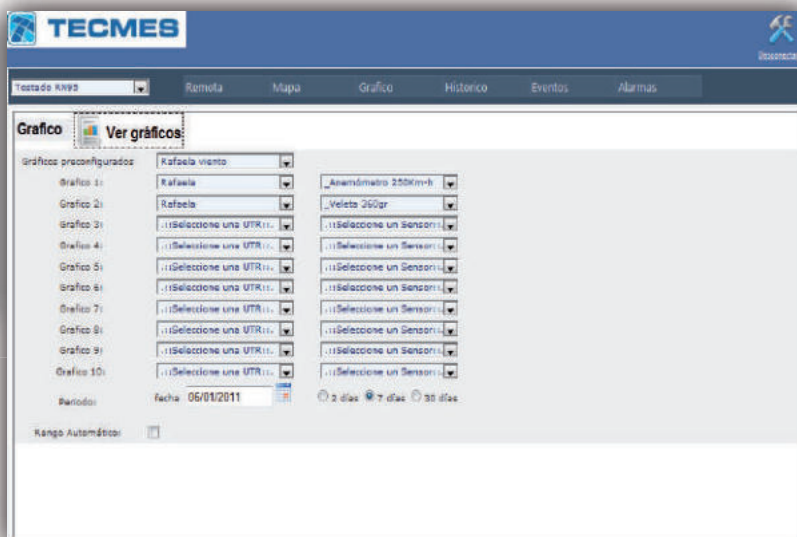 TECMES
Desconectar
Testado RN93 Remota Mapa Grafico Historico Eventos Alarmas
Grafico Ver gráficos
Gráficos preconfigurados Rafaela viento
Grafico 1: Rafaela _Anemómetro 250Km-h
Grafico 2: Rafaela _Veleta 360gr
Grafico 3: .::Seleccione una UTR::. .::Seleccione un Sensor::.
Grafico 4: .::Seleccione una UTR::. .::Seleccione un Sensor::.
Grafico 5: .::Seleccione una UTR::. .::Seleccione un Sensor::.
Grafico 6: .::Seleccione una UTR::. .::Seleccione un Sensor::.
Grafico 7: .::Seleccione una UTR::. .::Seleccione un Sensor::.
Grafico 8: .::Seleccione una UTR::. .::Seleccione un Sensor::.
Grafico 9: .::Seleccione una UTR::. .::Seleccione un Sensor::.
Grafico 10: .::Seleccione una UTR::. .::Seleccione un Sensor::.
Periodo: fecha 06/01/2011 2 días 7 días 30 días
Rango Automático: